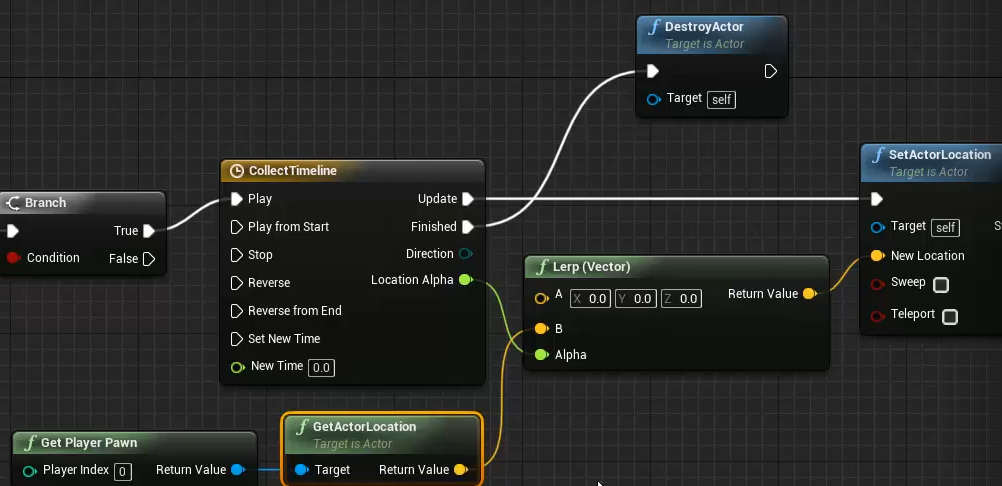 DestroyActor
Target is Actor
Target self
CollectTimeline
Play Update
Play from Start Finished
Stop Direction
Reverse Location Alpha
Reverse from End
Set New Time
New Time 0.0
Branch
True
Condition False
SetActorLocation
Target is Actor
Target self S
New Location
Sweep
Teleport
Lerp (Vector)
A X 0.0 Y 0.0 Z 0.0 Return Value
B
Alpha
Get Player Pawn
Player Index 0 Return Value
GetActorLocation
Target is Actor
Target Return Value